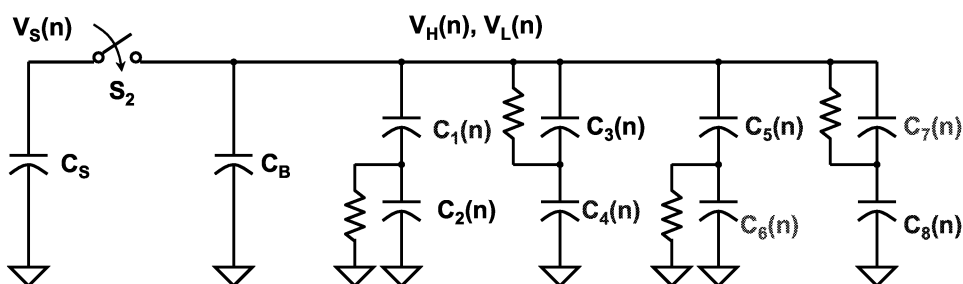 V_S(n)
V_H(n), V_L(n)
S_2
C_S
C_B
C_1(n)
C_2(n)
C_3(n)
C_4(n)
C_5(n)
C_6(n)
C_7(n)
C_8(n)